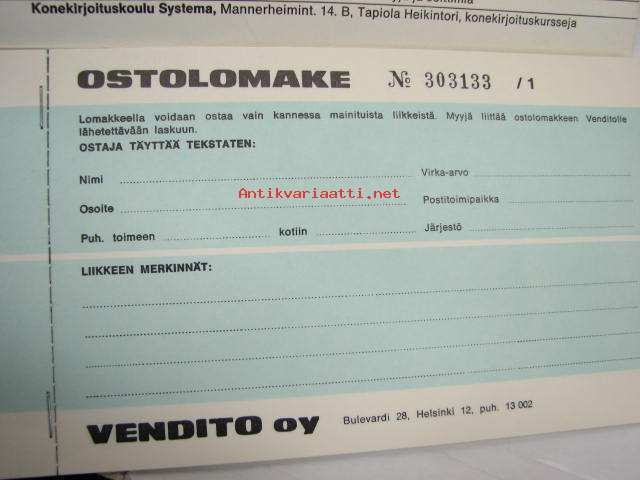 Konekirjoituskoulu Systema, Mannerheimint. 14. B, Tapiola Heikintori, konekirjoituskursseja
OSTOLOMAKE № 303133 /1
Lomakkeella voidaan ostaa vain kannessa mainituista liikkeistä. Myyjä liittää ostolomakkeen Venditolle
lähetettävään laskuun.
OSTAJA TÄYTTÄÄ TEKSTATEN:
Nimi Virka-arvo
Antikvariaatti.net
Osoite Postitoimipaikka
Puh. toimeen kotiin Järjestö
LIIKKEEN MERKINNÄT:
VENDITO OY Bulevardi 28, Helsinki 12, puh. 13 002